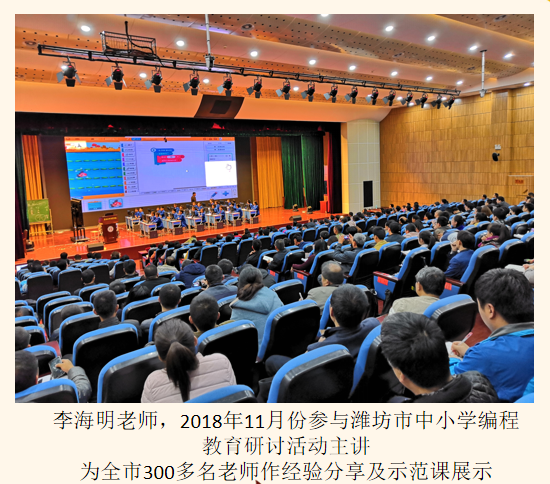 李海明老师，2018年11月份参与潍坊市中小学编程
教育研讨活动主讲
为全市300多名老师作经验分享及示范课展示